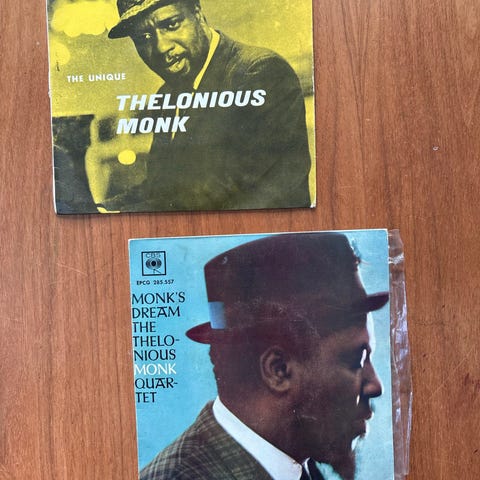 THE UNIQUE
THELONIOUS
MONK
CBS
EPCG 285.557
MONK'S
DREAM
THE
THELO-
NIOUS
MONK
QUAR-
TET